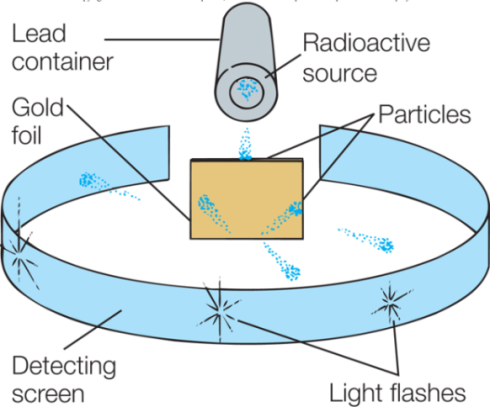 Lead
container
Radioactive
source
Gold
foil
Particles
Detecting
screen
Light flashes